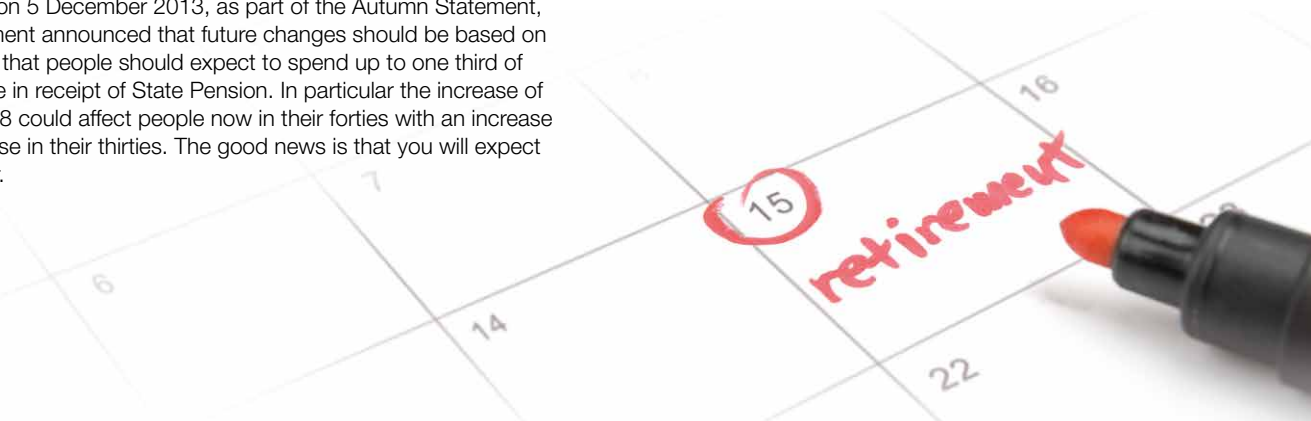 on 5 December 2013, as part of the Autumn Statement,
ment announced that future changes should be based on
that people should expect to spend up to one third of
e in receipt of State Pension. In particular the increase of
8 could affect people now in their forties with an increase
se in their thirties. The good news is that you will expect
16
7
15
retirement
6
14
22